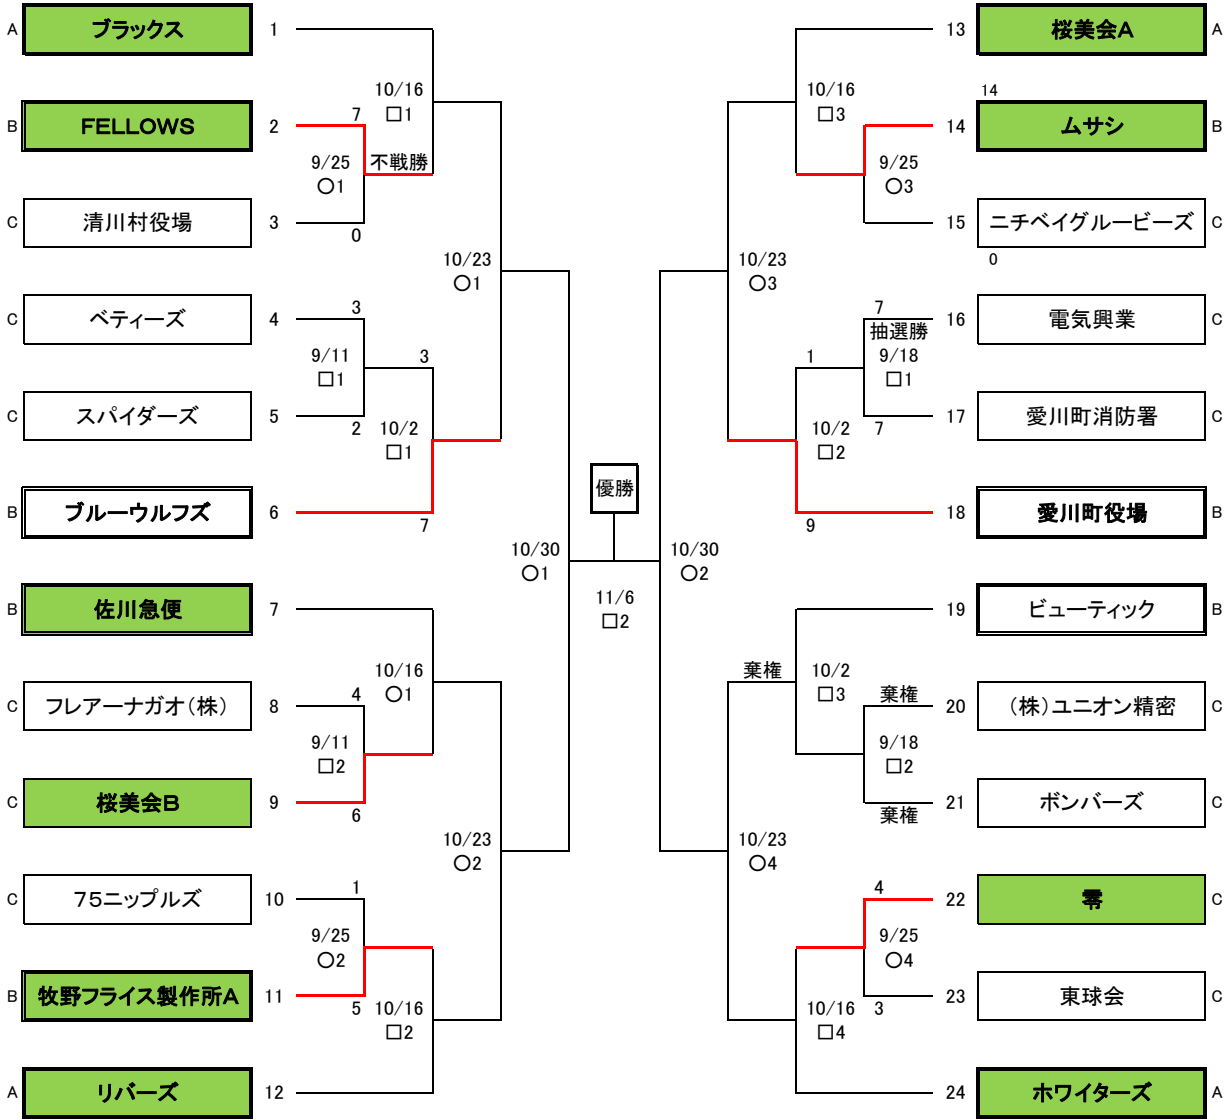 A ブラックス 1
10/16
□1
B FELLOWS 2 7
9/25
○1
不戦勝
C 清川村役場 3 0
10/23
○1
C ベティーズ 4 3
9/11
□1
3
C スパイダーズ 5 2
10/2
□1
B ブルーウルフズ 6 7
10/30
○1
B 佐川急便 7
10/16
○1
C フレアーナガオ(株) 8 4
9/11
□2
C 桜美会B 9 6
10/23
○2
C 75ニップルズ 10 1
9/25
○2
B 牧野フライス製作所A 11 5
10/16
□2
A リバーズ 12
優勝
11/6
□2
13 桜美会A A
10/16
□3
14
14 ムサシ B
9/25
○3
15 ニチベイグルービーズ C
0
10/23
○3
7 16 電気興業 C
抽選勝
9/18
□1
1
7 17 愛川町消防署 C
10/2
□2
9 18 愛川町役場 B
10/30
○2
19 ビューティック B
10/2
□3
棄権
棄権 20 (株)ユニオン精密 C
9/18
□2
棄権 21 ボンバーズ C
10/23
○4
4 22 零 C
9/25
○4
3 23 東球会 C
10/16
□4
24 ホワイターズ A